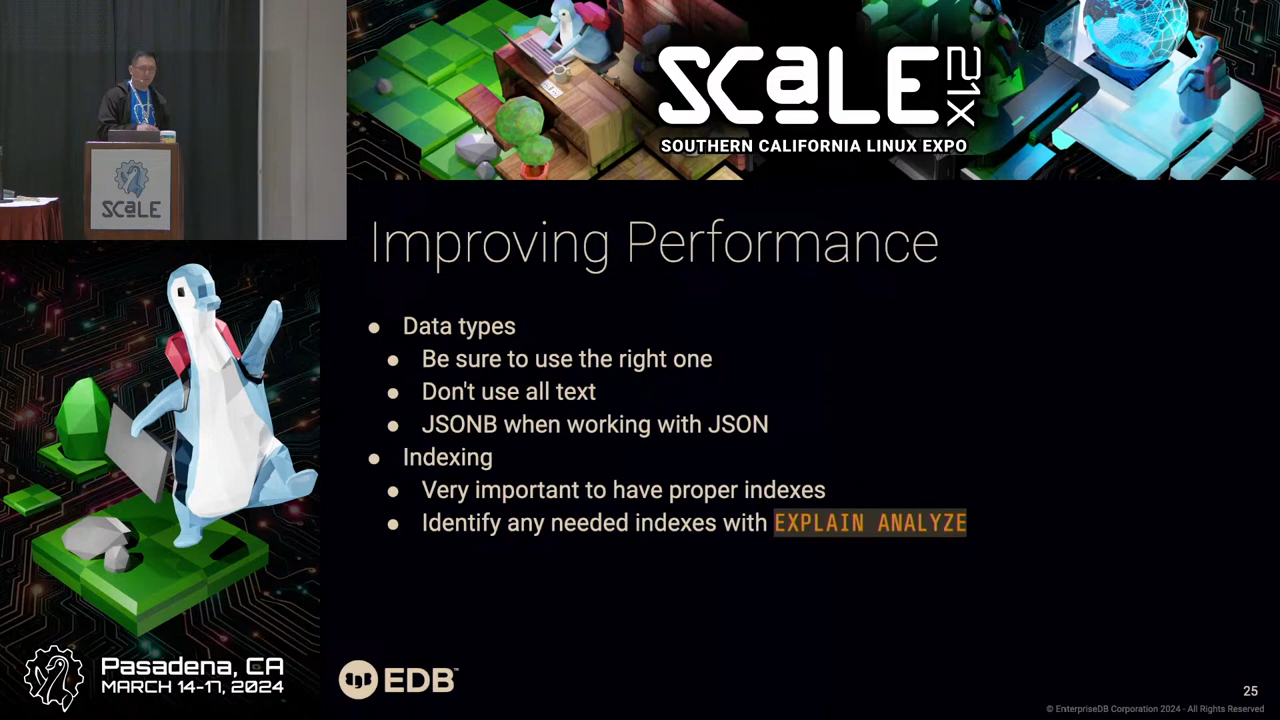 SCaLE 21X
SOUTHERN CALIFORNIA LINUX EXPO
SCaLE
Improving Performance
● Data types
● Be sure to use the right one
● Don't use all text
● JSONB when working with JSON
● Indexing
● Very important to have proper indexes
● Identify any needed indexes with EXPLAIN ANALYZE
Pasadena, CA
MARCH 14-17, 2024
EDB™
25
© EnterpriseDB Corporation 2024 - All Rights Reserved